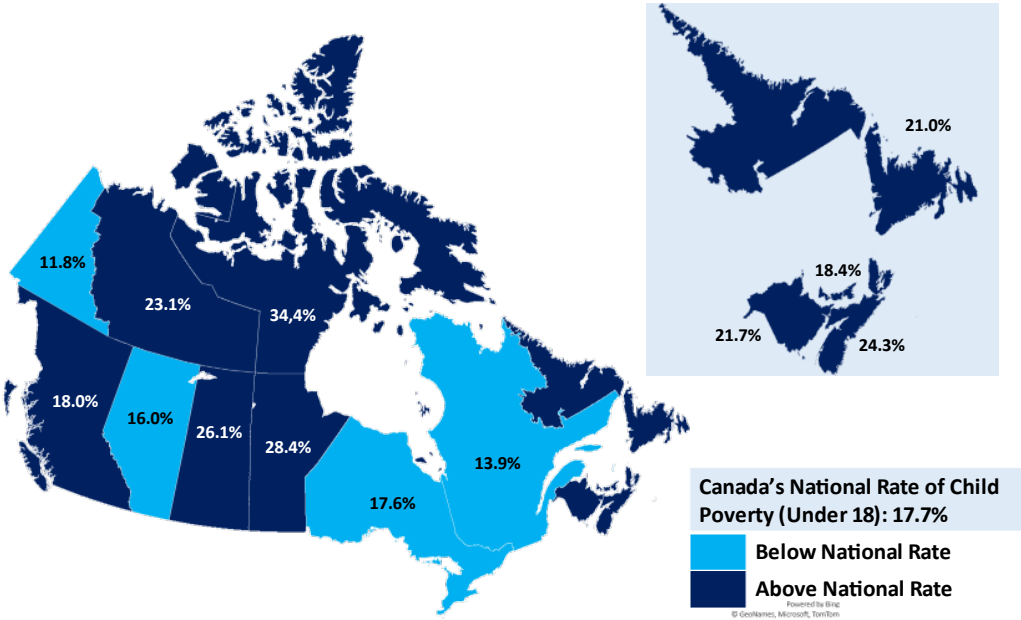 21.0%
11.8%
18.4%
23.1%
34,4%
21.7%
24.3%
18.0%
16.0%
26.1%
28.4%
13.9%
17.6%
Canada's National Rate of Child
Poverty (Under 18): 17.7%
Below National Rate
Above National Rate
Powered by Bing
© GeoNames, Microsoft, TomTom